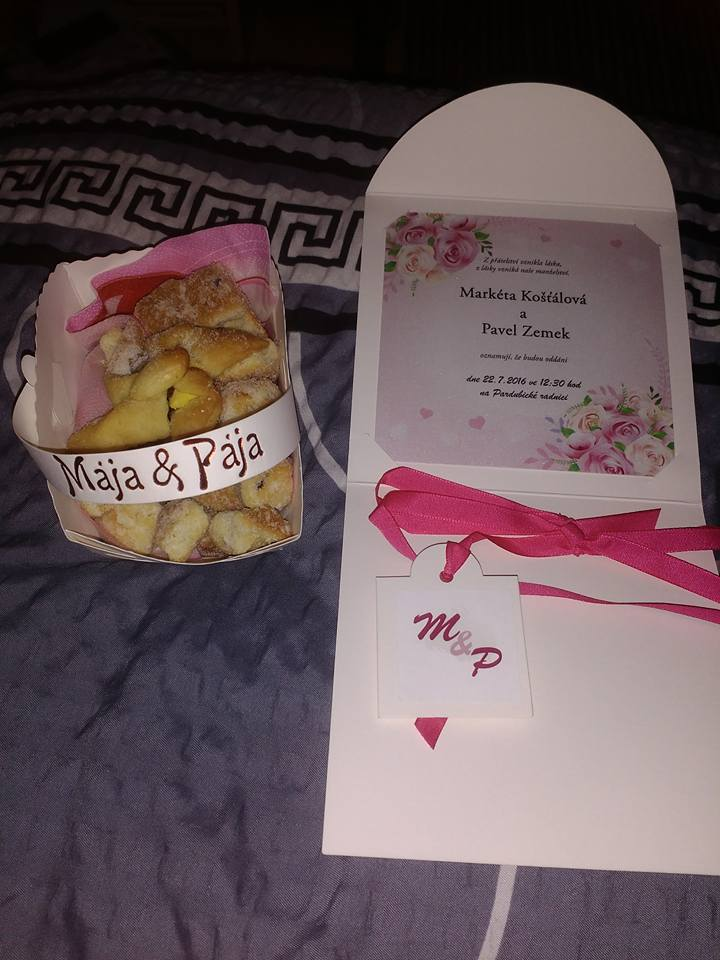 Mája & Pája
Z přátelství vznikla láska,
z lásky vzniká naše manželství.
Markéta Košťálová
a
Pavel Zemek
oznamují, že budou oddáni
dne 22.7.2016 ve 12:30 hod
na Pardubické radnici
M
&
P